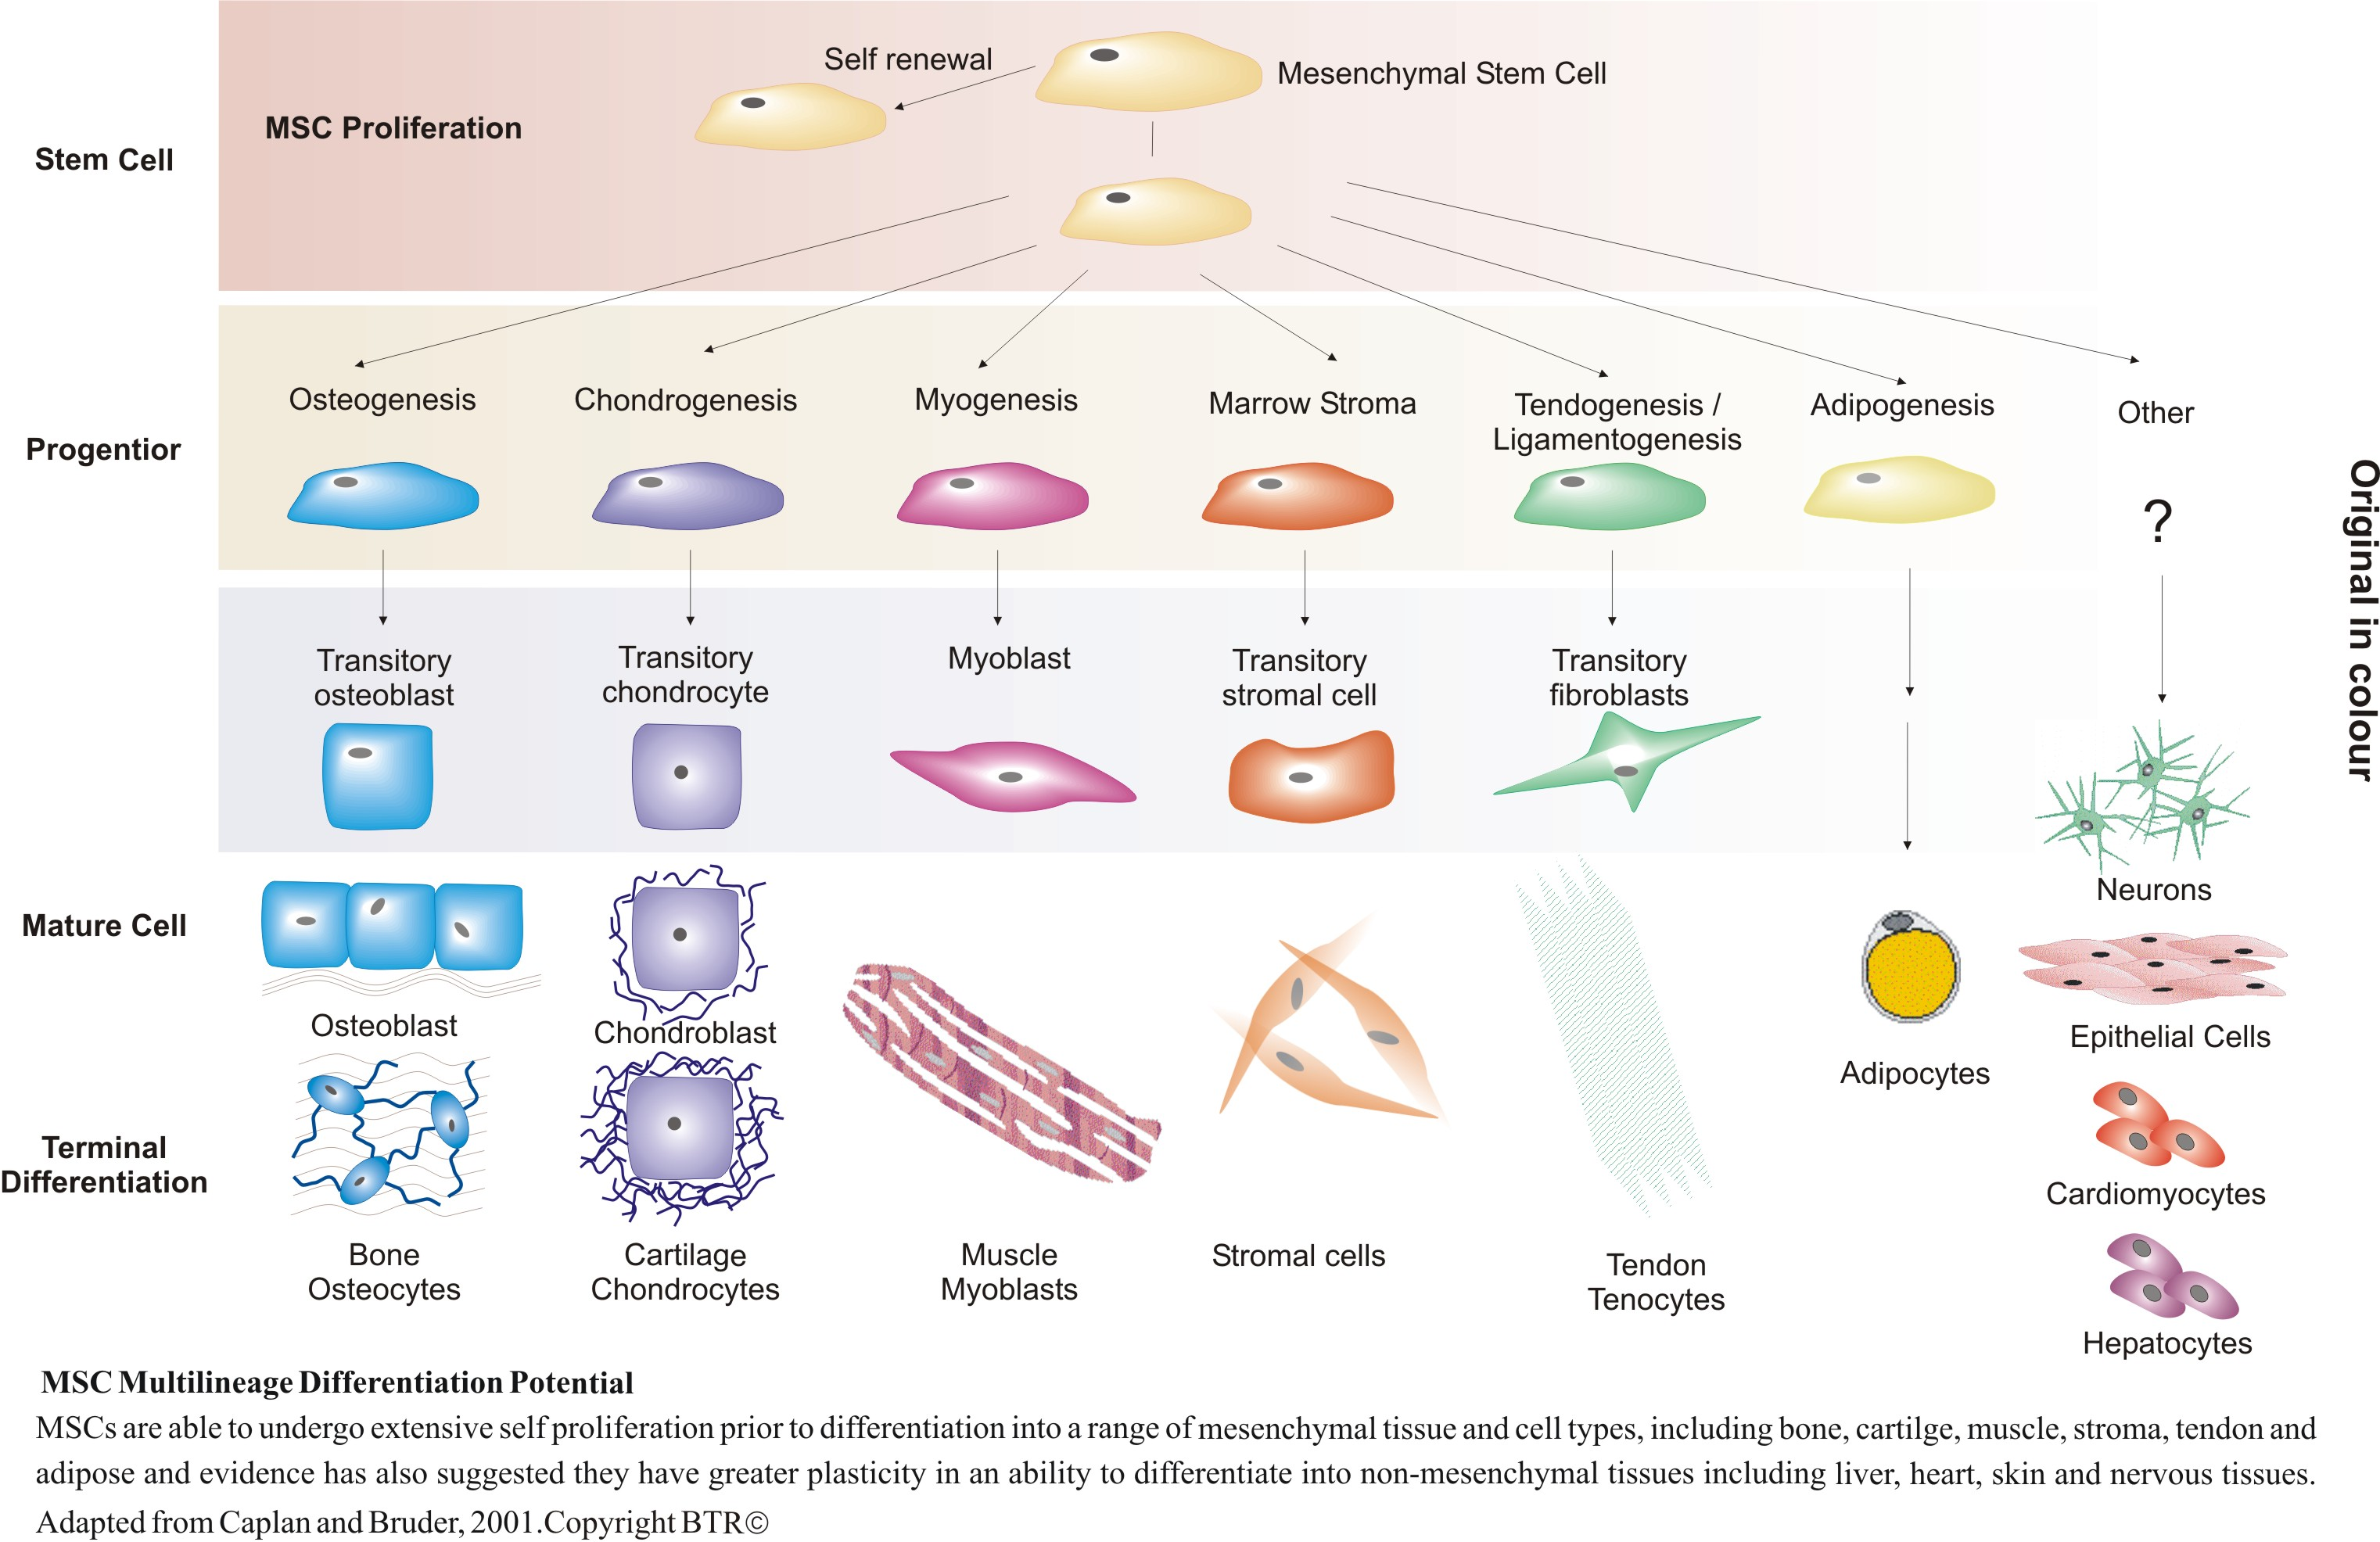 Self renewal
Mesenchymal Stem Cell
MSC Proliferation
Stem Cell
Osteogenesis
Chondrogenesis
Myogenesis
Marrow Stroma
Tendogenesis /
Ligamentogenesis
Adipogenesis
Other
Progentior
?
Original in colour
Transitory
osteoblast
Transitory
chondrocyte
Myoblast
Transitory
stromal cell
Transitory
fibroblasts
Neurons
Mature Cell
Osteoblast
Chondroblast
Adipocytes
Epithelial Cells
Terminal
Differentiation
Cardiomyocytes
Bone
Osteocytes
Cartilage
Chondrocytes
Muscle
Myoblasts
Stromal cells
Tendon
Tenocytes
Hepatocytes
MSC Multilineage Differentiation Potential
MSCs are able to undergo extensive self proliferation prior to differentiation into a range of mesenchymal tissue and cell types, including bone, cartilge, muscle, stroma, tendon and
adipose and evidence has also suggested they have greater plasticity in an ability to differentiate into non-mesenchymal tissues including liver, heart, skin and nervous tissues.
Adapted from Caplan and Bruder, 2001.Copyright BTR©